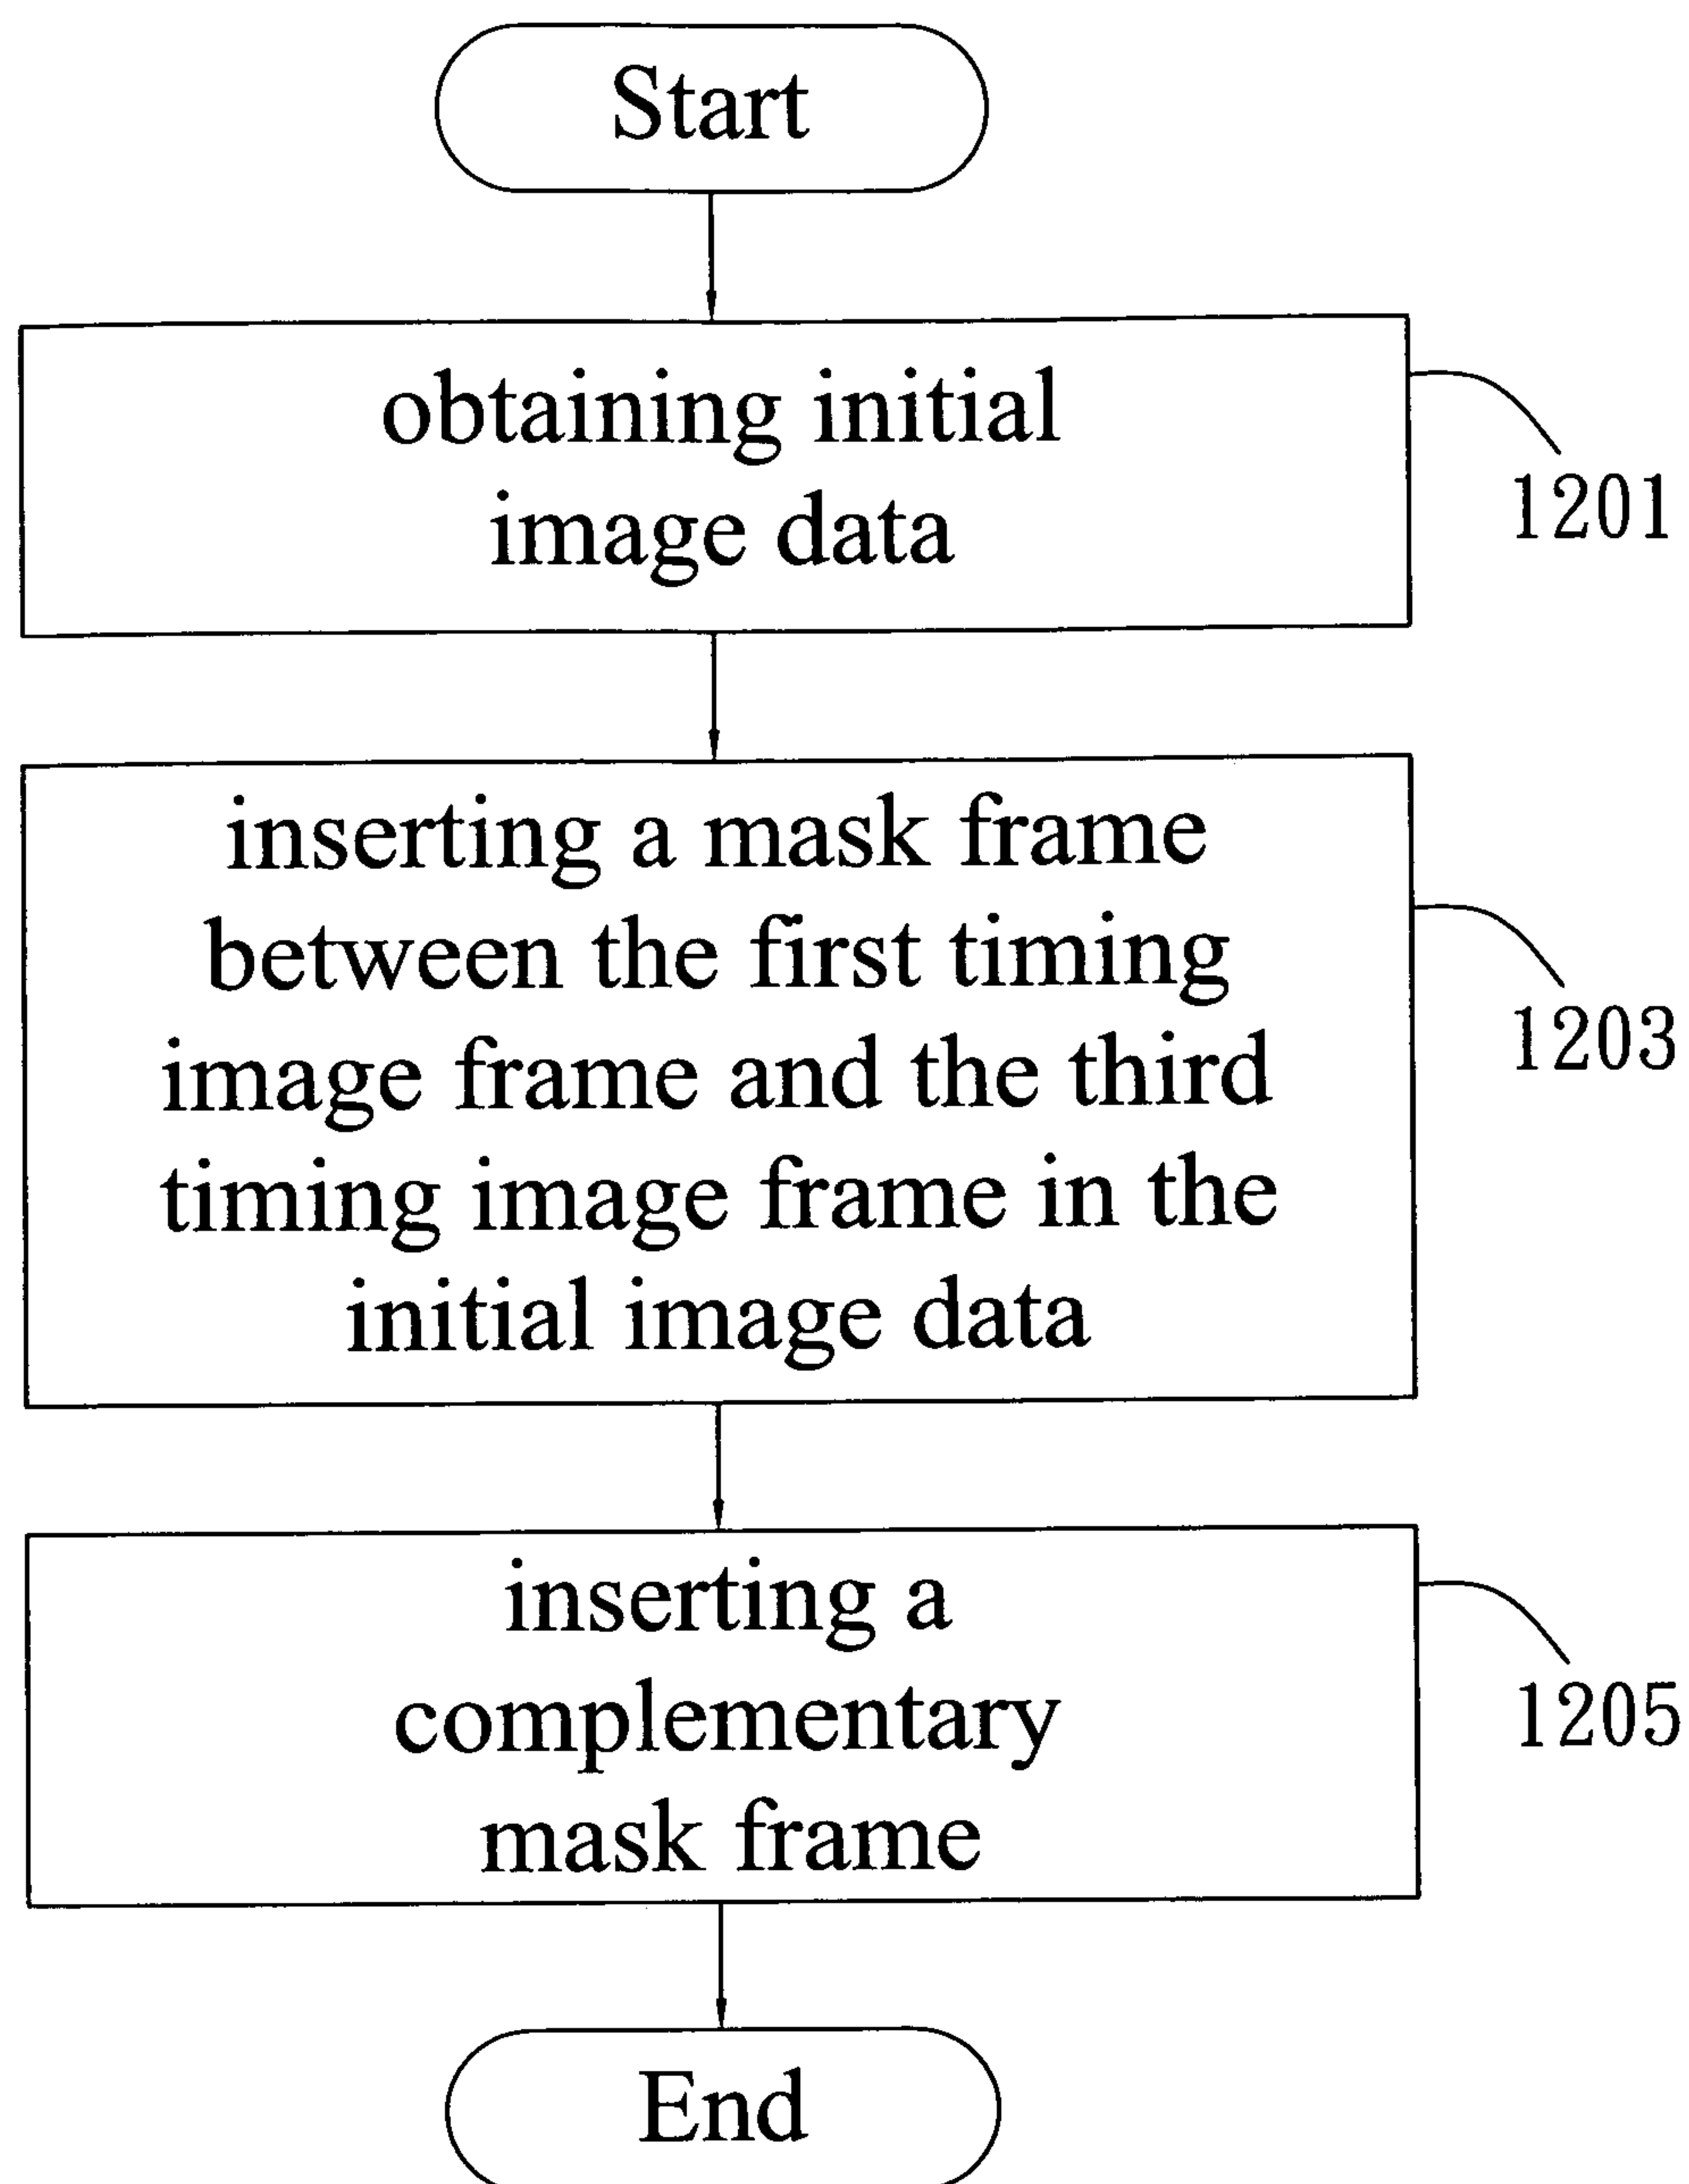 Start
obtaining initial
image data
1201
inserting a mask frame
between the first timing
image frame and the third
timing image frame in the
initial image data
1203
inserting a
complementary
mask frame
1205
End